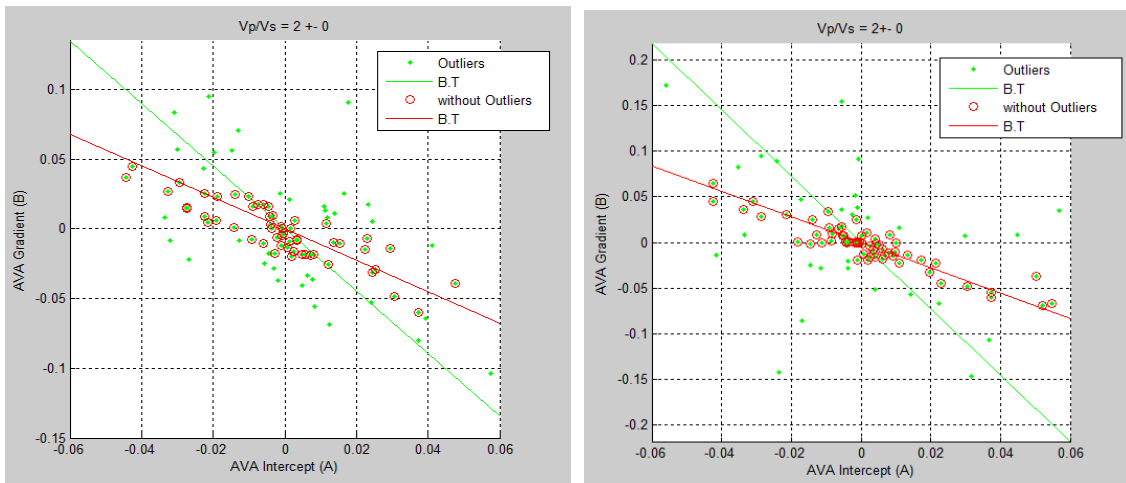 Vp/Vs = 2 +- 0
Outliers
B.T
without Outliers
B.T
0.1
0.05
0
-0.05
-0.1
-0.15
AVA Gradient (B)
-0.06
-0.04
-0.02
0
0.02
0.04
0.06
AVA Intercept (A)
Vp/Vs = 2+- 0
Outliers
B.T
without Outliers
B.T
0.2
0.15
0.1
0.05
0
-0.05
-0.1
-0.15
-0.2
AVA Gradient (B)
-0.06
-0.04
-0.02
0
0.02
0.04
0.06
AVA Intercept (A)